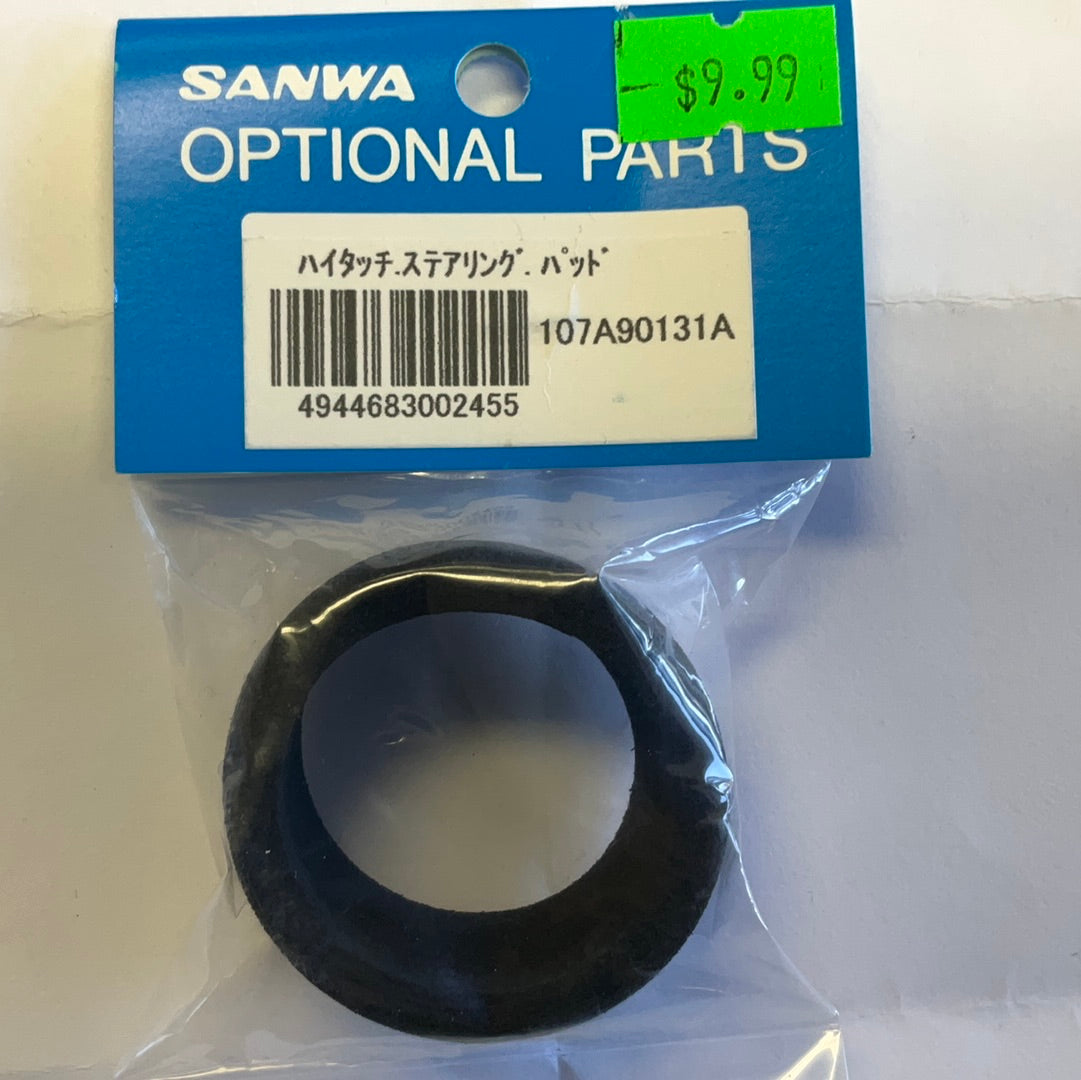 SANWA
$9.99
OPTIONAL PARTS
ﾊｲﾀｯﾁ.ｽﾃｱﾘﾝｸﾞ.ﾊﾟｯﾄﾞ
107A90131A
4944683002455